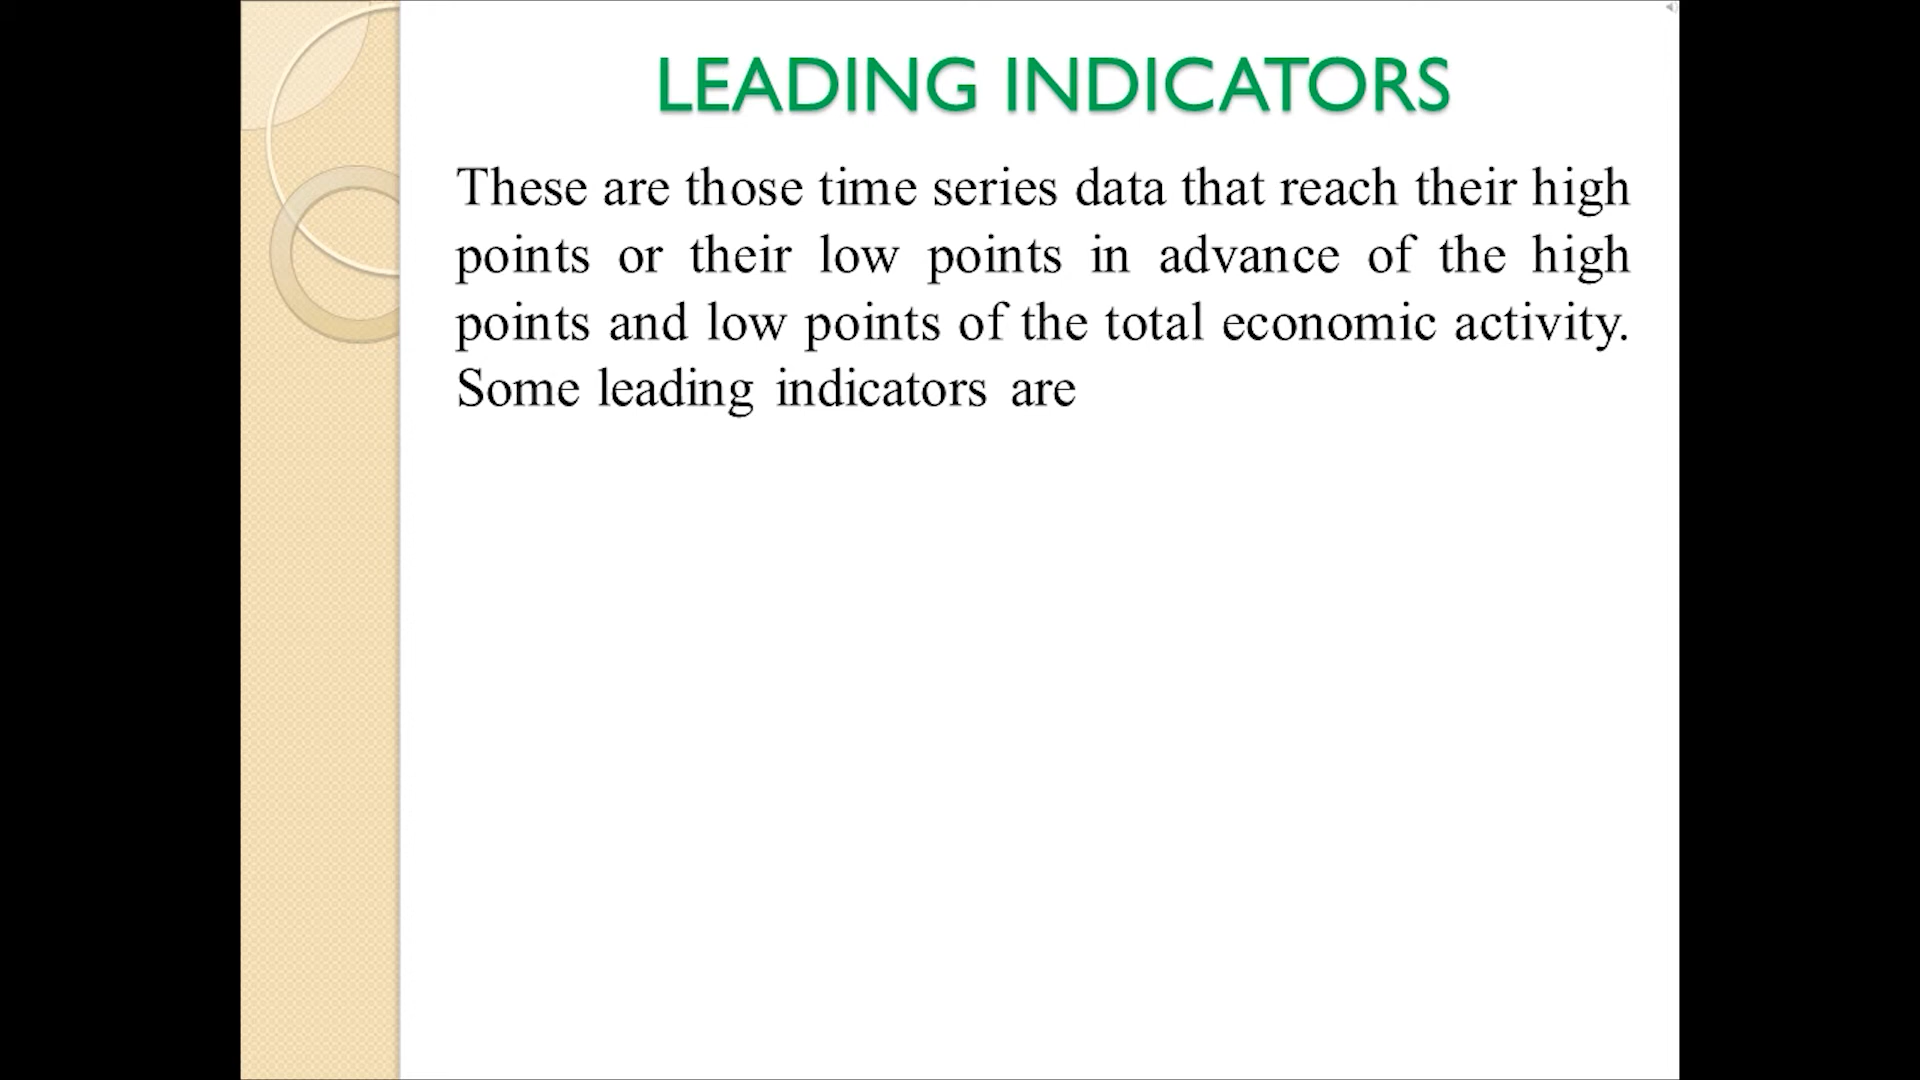 LEADING INDICATORS
These are those time series data that reach their high
points or their low points in advance of the high
points and low points of the total economic activity.
Some leading indicators are